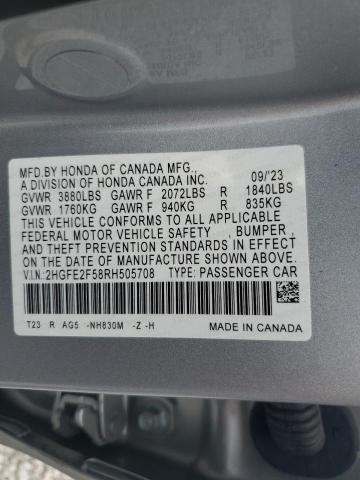 MFD.BY HONDA OF CANADA MFG.,
A DIVISION OF HONDA CANADA INC. 09/'23
GVWR 3880LBS GAWR F 2072LBS R 1840LBS
GVWR 1760KG GAWR F 940KG R 835KG
THIS VEHICLE CONFORMS TO ALL APPLICABLE
FEDERAL MOTOR VEHICLE SAFETY , BUMPER ,
AND THEFT PREVENTION STANDARDS IN EFFECT
ON THE DATE OF MANUFACTURE SHOWN ABOVE.
V.I.N: 2HGFE2F58RH505708 TYPE: PASSENGER CAR
T23 R AG5 -NH830M -Z -H
MADE IN CANADA